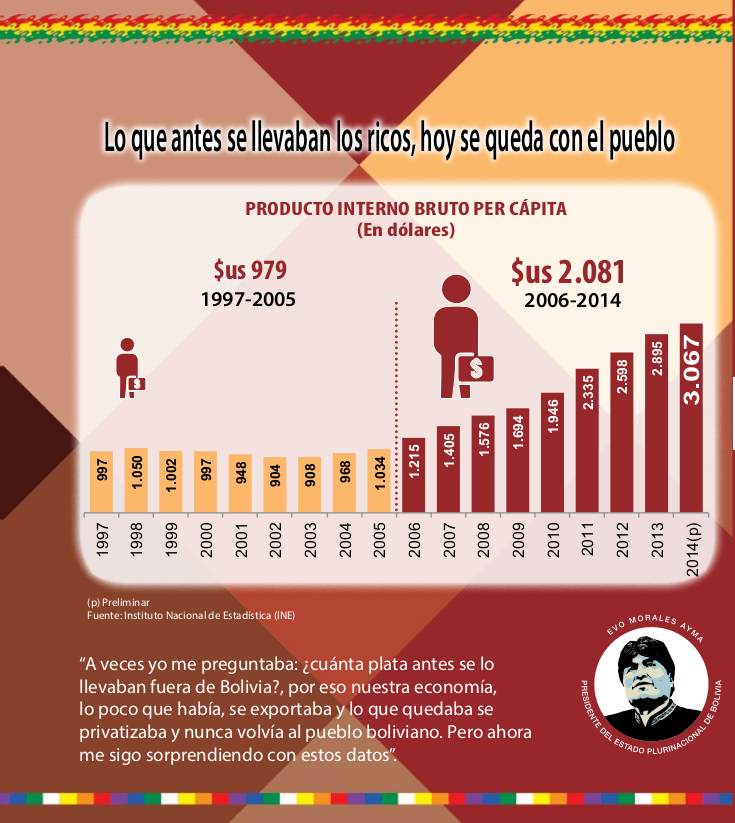 Lo que antes se llevaban los ricos, hoy se queda con el pueblo
PRODUCTO INTERNO BRUTO PER CÁPITA
(En dólares)
$us 979
1997-2005
$us 2.081
2006-2014
$
$
997
1.050
1.002
997
948
904
908
968
1.034
1.215
1.405
1.576
1.694
1.946
2.335
2.598
2.895
3.067
1997
1998
1999
2000
2001
2002
2003
2004
2005
2006
2007
2008
2009
2010
2011
2012
2013
2014(p)
(p) Preliminar
Fuente: Instituto Nacional de Estadística (INE)
“A veces yo me preguntaba: ¿cuánta plata antes se lo
llevaban fuera de Bolivia?, por eso nuestra economía,
lo poco que había, se exportaba y lo que quedaba se
privatizaba y nunca volvía al pueblo boliviano. Pero ahora
me sigo sorprendiendo con estos datos”.
EVO MORALES AYMA
PRESIDENTE DEL ESTADO PLURINACIONAL DE BOLIVIA